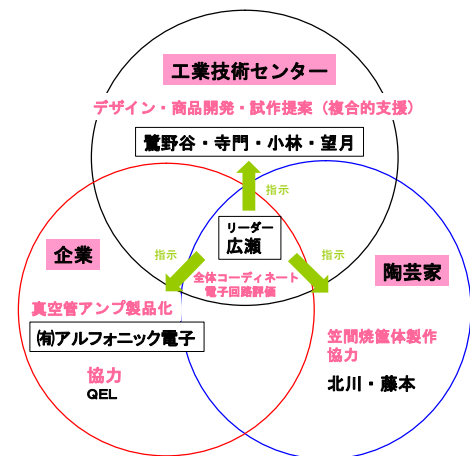 工業技術センター
デザイン・商品開発・試作提案（複合的支援）
鷺野谷・寺門・小林・望月
指示
リーダー
広瀬
指示
指示
全体コーディネート
電子回路評価
企業
真空管アンプ製品化
㈲アルフォニック電子
協力
QEL
陶芸家
笠間焼筐体製作
協力
北川・藤本